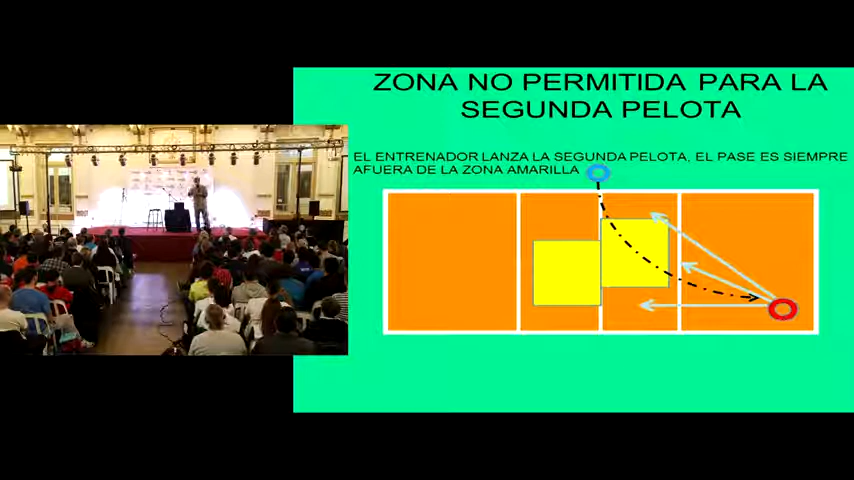 ZONA NO PERMITIDA PARA LA
SEGUNDA PELOTA
EL ENTRENADOR LANZA LA SEGUNDA PELOTA, EL PASE ES SIEMPRE
AFUERA DE LA ZONA AMARILLA